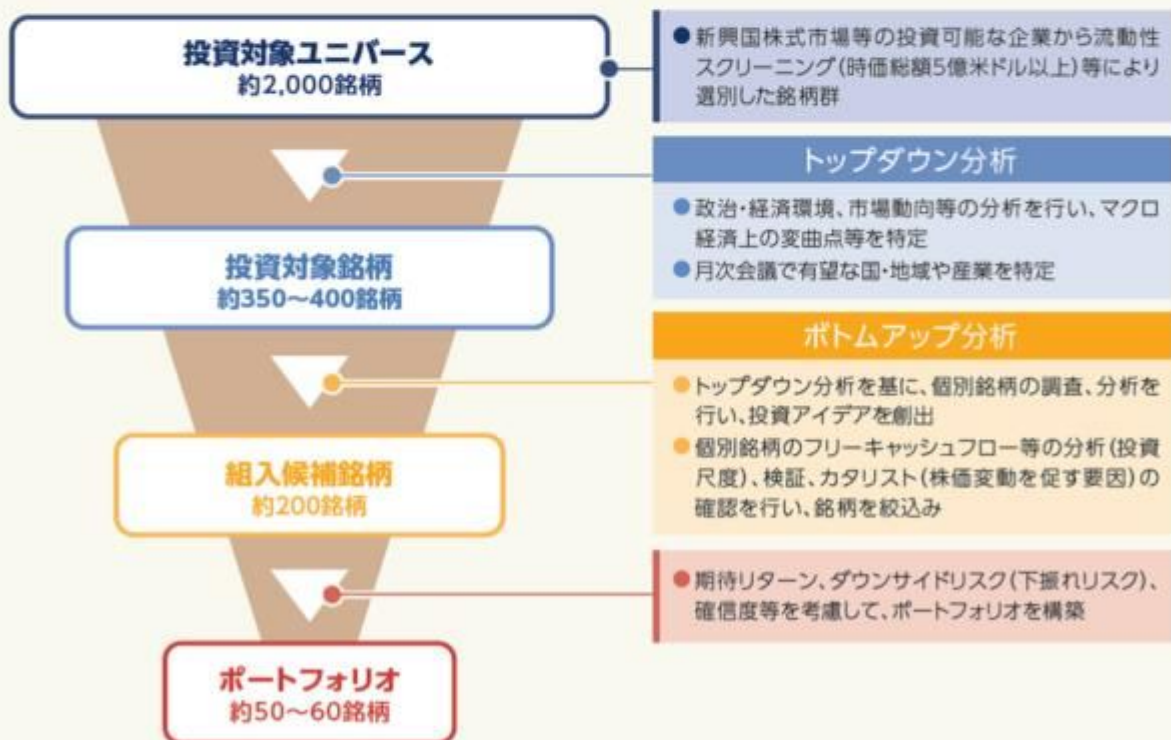 投資対象ユニバース
約2,000銘柄
●新興国株式市場等の投資可能な企業から流動性
スクリーニング(時価総額5億米ドル以上)等により
選別した銘柄群
トップダウン分析
●政治・経済環境、市場動向等の分析を行い、マクロ
経済上の変曲点等を特定
●月次会議で有望な国・地域や産業を特定
投資対象銘柄
約350～400銘柄
ボトムアップ分析
●トップダウン分析を基に、個別銘柄の調査、分析を
行い、投資アイデアを創出
●個別銘柄のフリーキャッシュフロー等の分析(投資
尺度)、検証、カタリスト(株価変動を促す要因)の
確認を行い、銘柄を絞込み
組入候補銘柄
約200銘柄
●期待リターン、ダウンサイドリスク(下振れリスク)、
確信度等を考慮して、ポートフォリオを構築
ポートフォリオ
約50～60銘柄